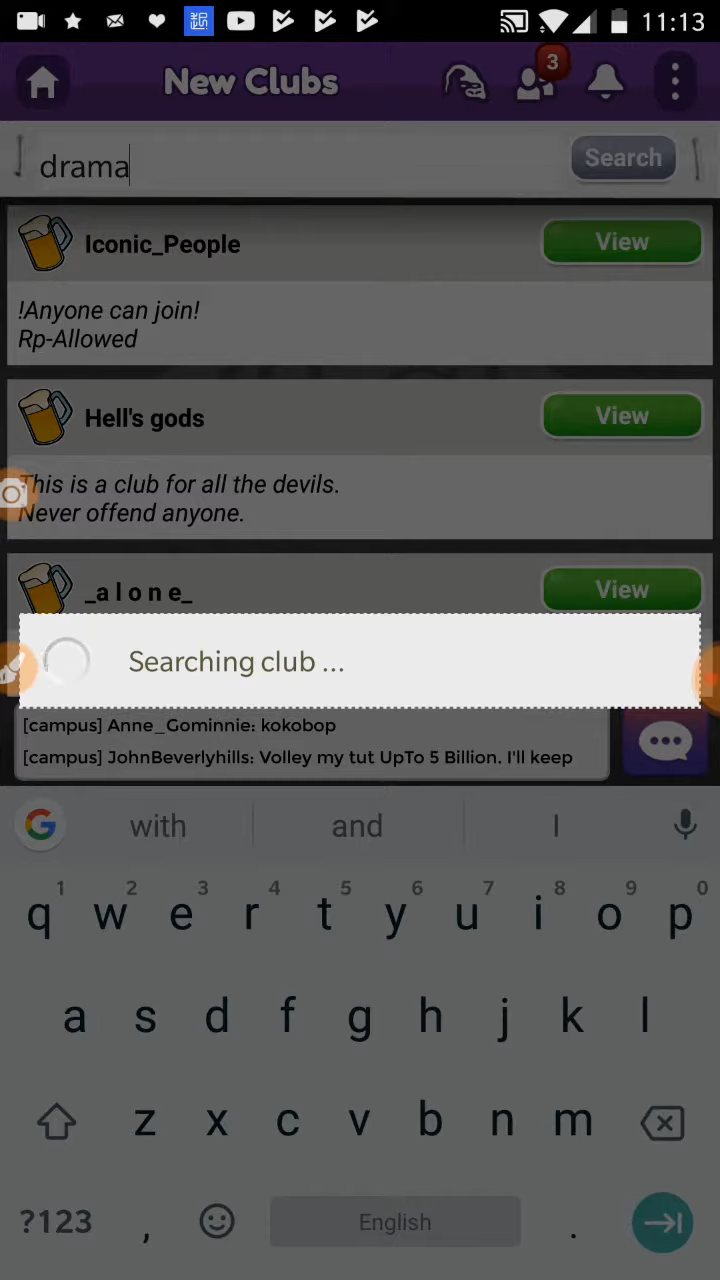 11:13
New Clubs
3
drama
Search
Iconic_People
View
!Anyone can join!
Rp-Allowed
Hell's gods
View
This is a club for all the devils.
Never offend anyone.
_a l o n e_
View
Searching club ...
[campus] Anne_Gominnie: kokobop
[campus] JohnBeverlyhills: Volley my tut UpTo 5 Billion. I'll keep
G with and I
1 2 3 4 5 6 7 8 9 0
q w e r t y u i o p
a s d f g h j k l
z x c v b n m
?123 , English .